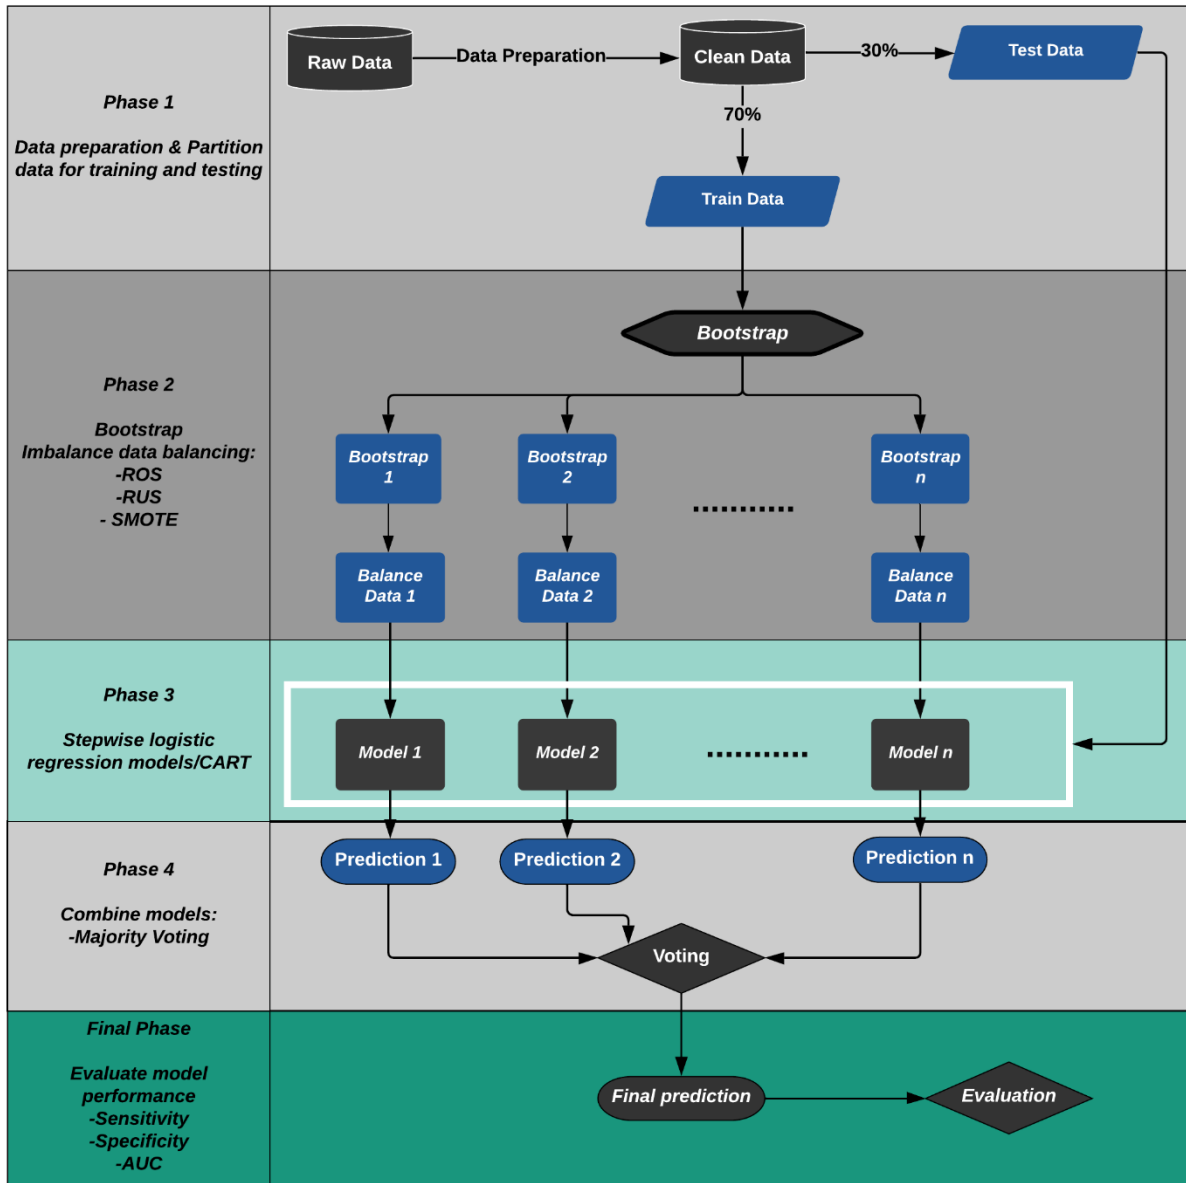 Phase 1
Data preparation & Partition
data for training and testing
Raw Data
Data Preparation
Clean Data
30%
Test Data
70%
Train Data
Phase 2
Bootstrap
Imbalance data balancing:
-ROS
-RUS
- SMOTE
Bootstrap
Bootstrap
1
Bootstrap
2
Bootstrap
n
Balance
Data 1
Balance
Data 2
Balance
Data n
Phase 3
Stepwise logistic
regression models/CART
Model 1
Model 2
Model n
Phase 4
Combine models:
-Majority Voting
Prediction 1
Prediction 2
Prediction n
Voting
Final Phase
Evaluate model
performance
-Sensitivity
-Specificity
-AUC
Final prediction
Evaluation